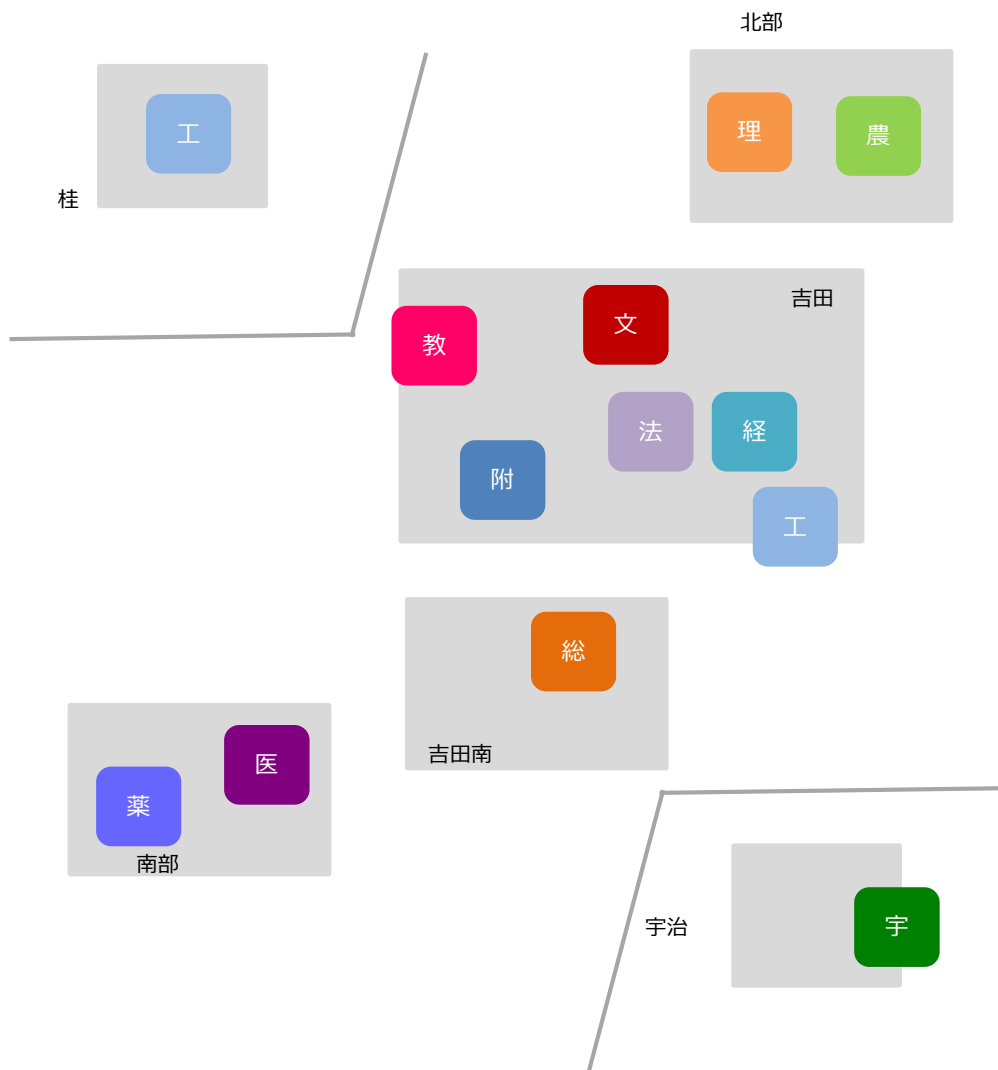 北部
理
農
工
桂
吉田
文
教
法
経
附
工
総
吉田南
医
薬
南部
宇
宇治